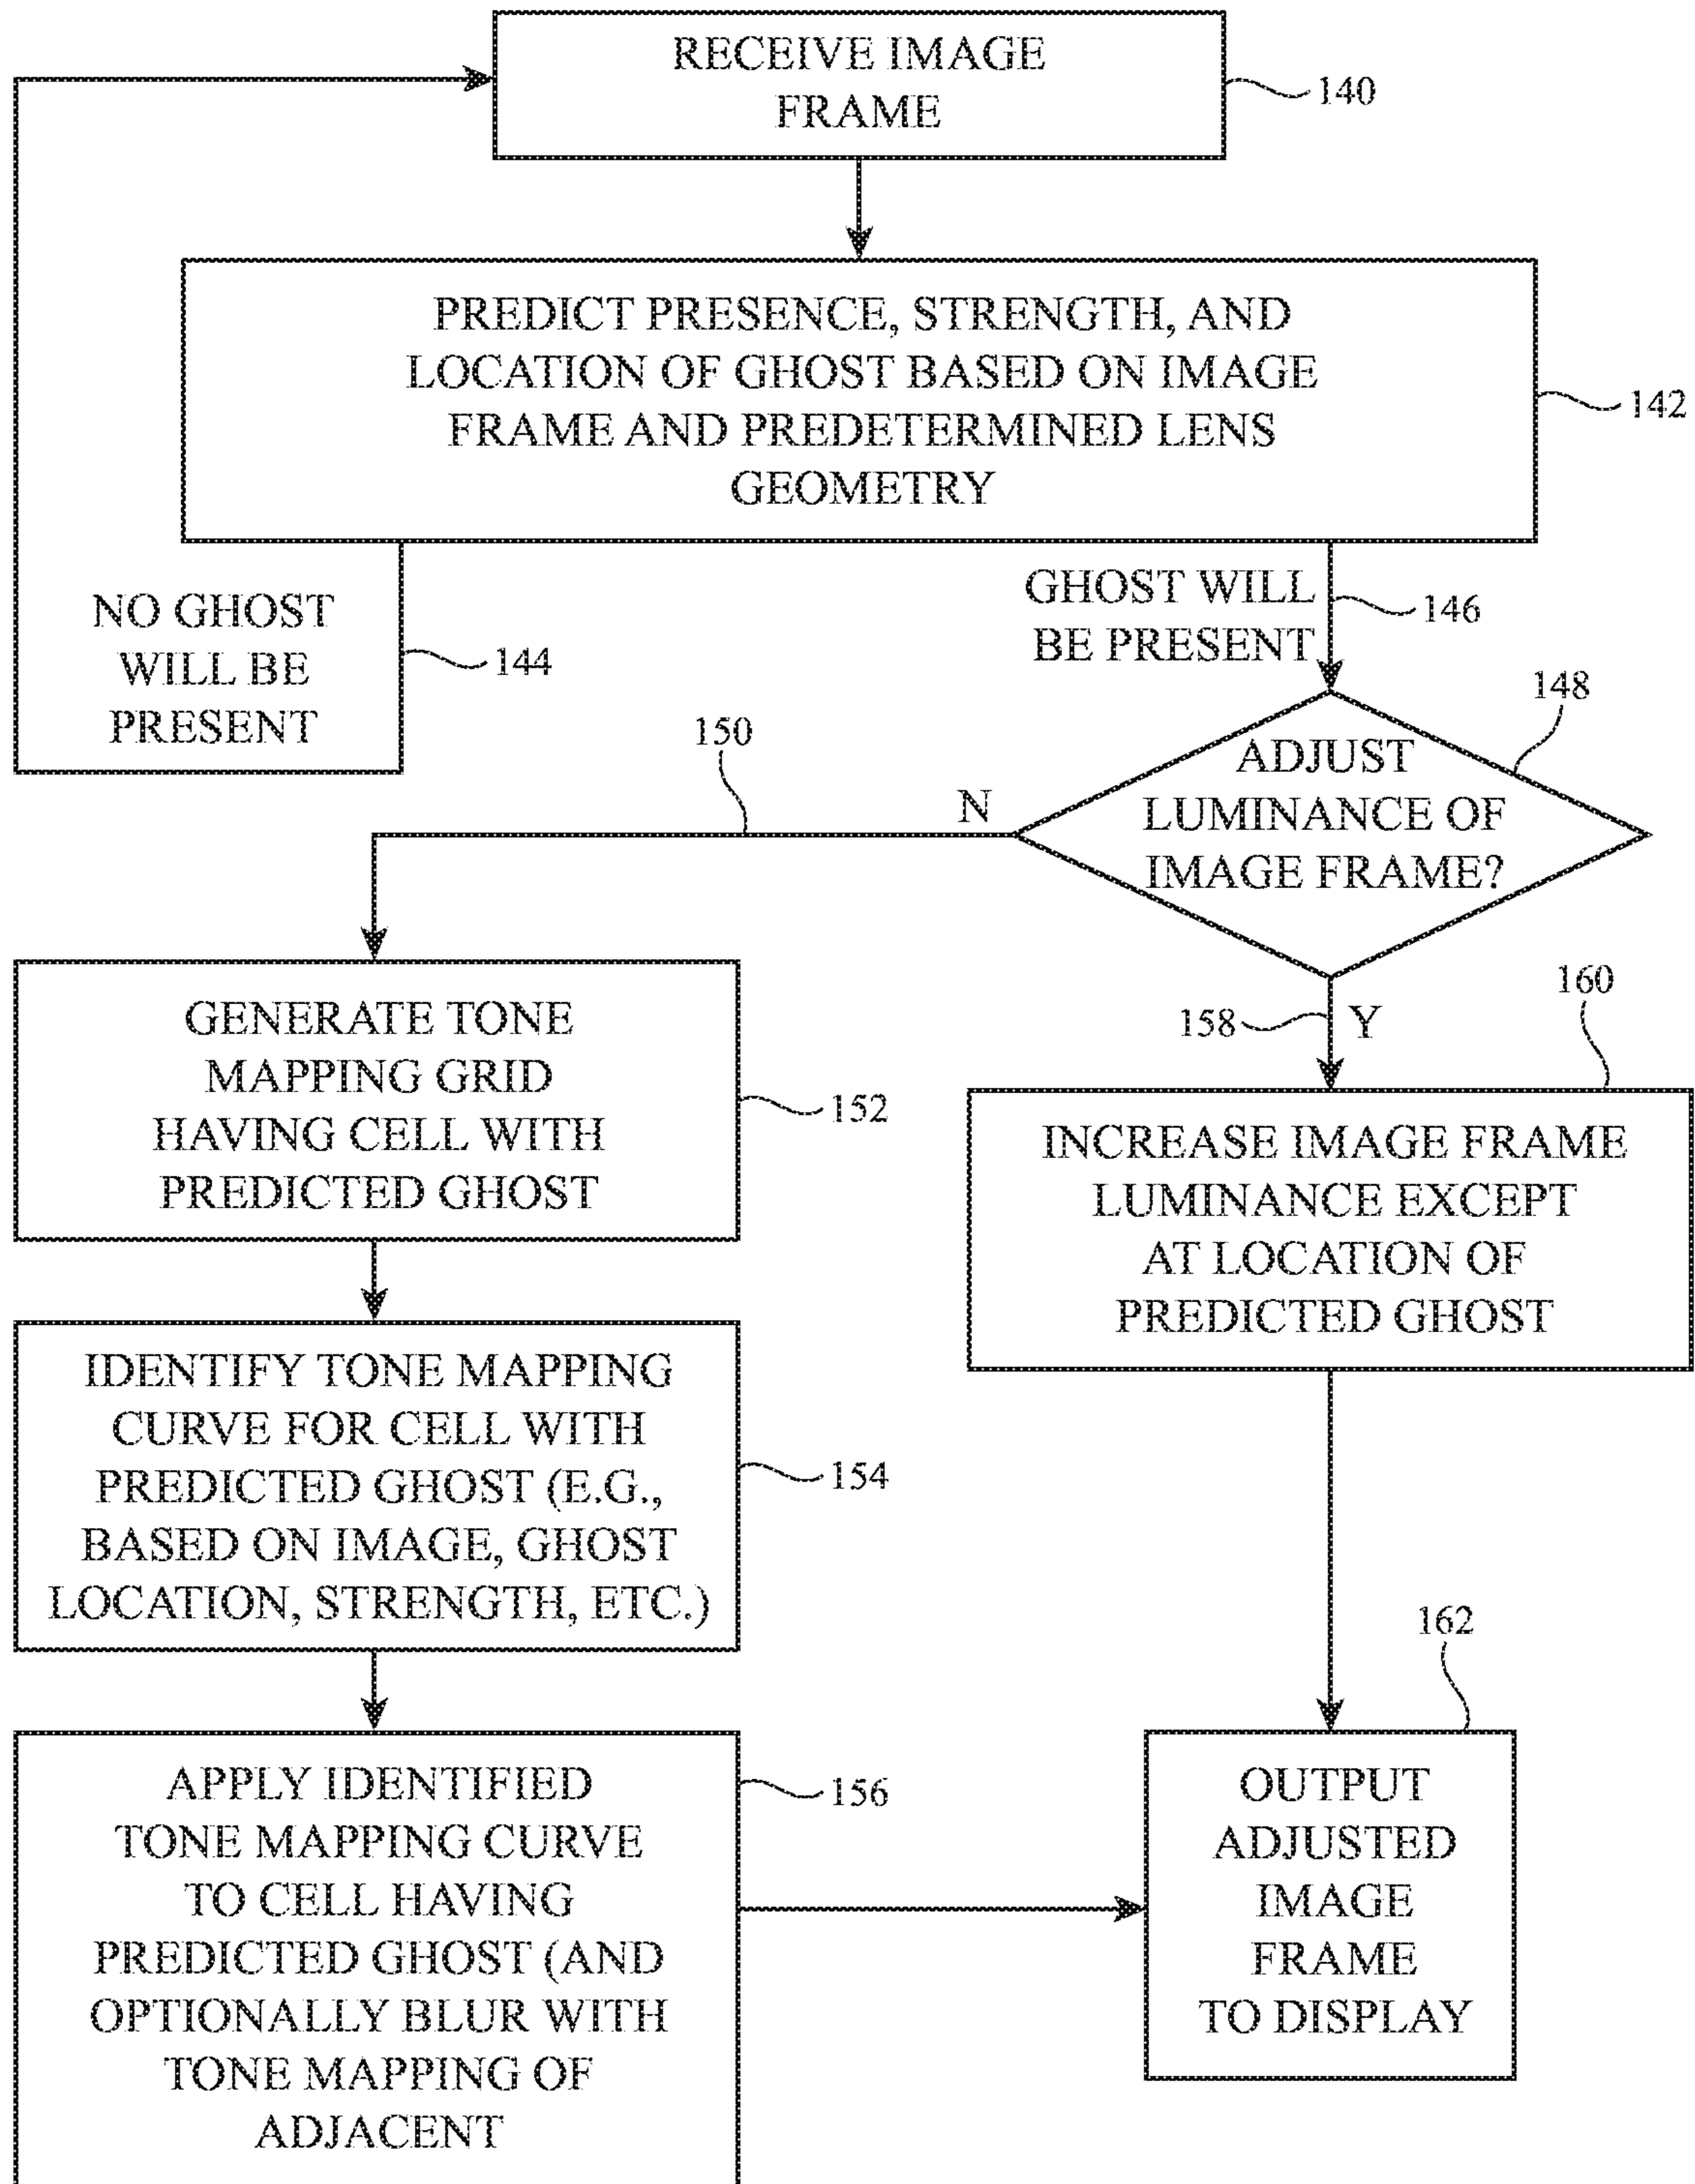 RECEIVE IMAGE
FRAME
140
PREDICT PRESENCE, STRENGTH, AND
LOCATION OF GHOST BASED ON IMAGE
FRAME AND PREDETERMINED LENS
GEOMETRY
142
NO GHOST
WILL BE
PRESENT
144
GHOST WILL
BE PRESENT
146
148
ADJUST
LUMINANCE OF
IMAGE FRAME?
150
N
158
Y
GENERATE TONE
MAPPING GRID
HAVING CELL WITH
PREDICTED GHOST
152
160
INCREASE IMAGE FRAME
LUMINANCE EXCEPT
AT LOCATION OF
PREDICTED GHOST
IDENTIFY TONE MAPPING
CURVE FOR CELL WITH
PREDICTED GHOST (E.G.,
BASED ON IMAGE, GHOST
LOCATION, STRENGTH, ETC.)
154
APPLY IDENTIFIED
TONE MAPPING CURVE
TO CELL HAVING
PREDICTED GHOST (AND
OPTIONALLY BLUR WITH
TONE MAPPING OF
ADJACENT
156
162
OUTPUT
ADJUSTED
IMAGE
FRAME
TO DISPLAY